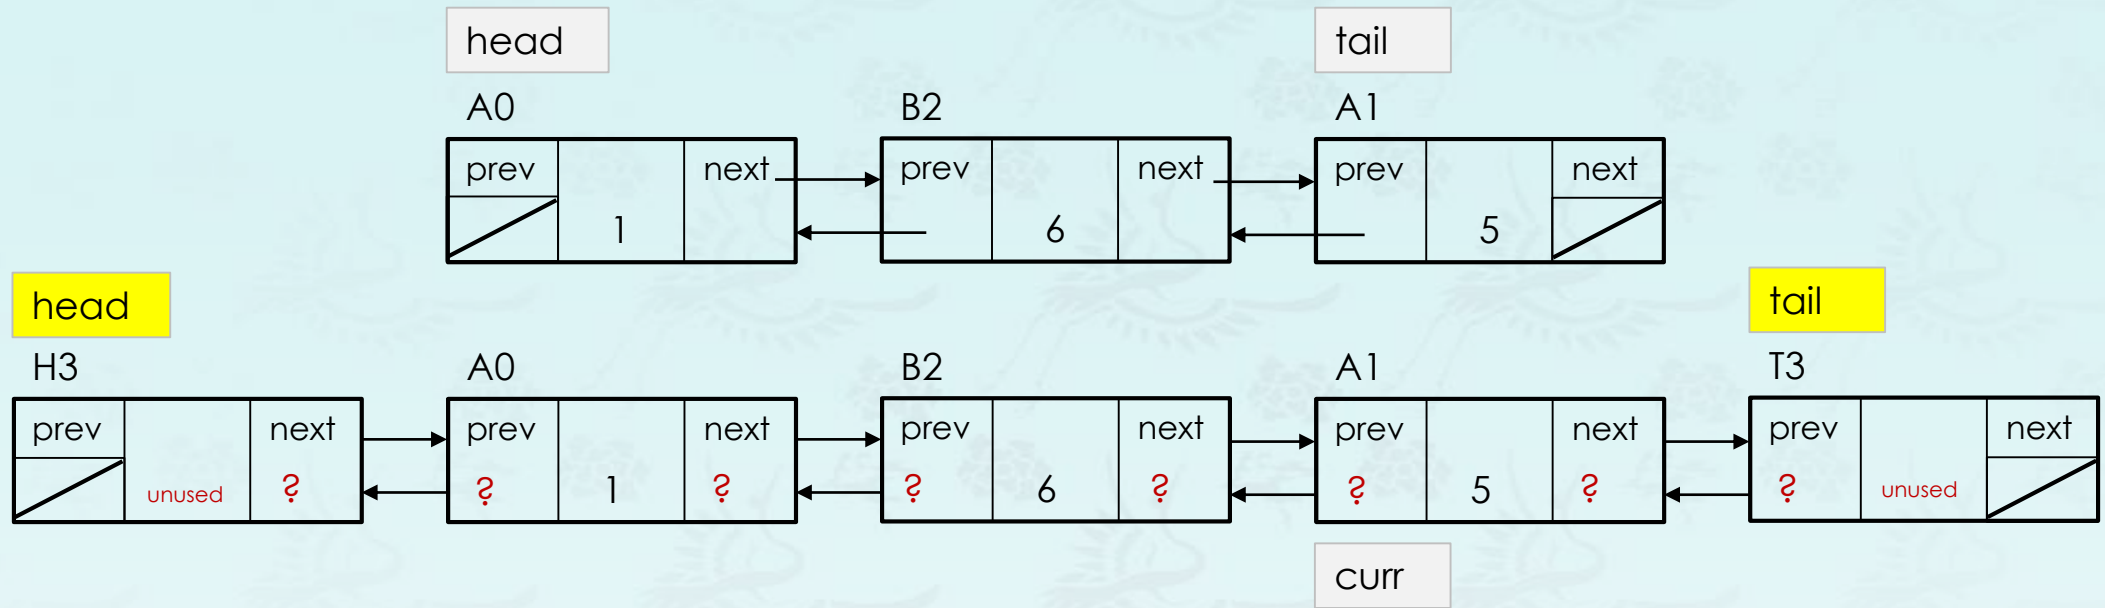 head tail
A0 B2 A1
prev next prev next prev next
1 6 5
head tail
H3 A0 B2 A1 T3
prev next prev next prev next prev next prev next
unused ? ? 1 ? ? 6 ? ? 5 ? ? unused
curr